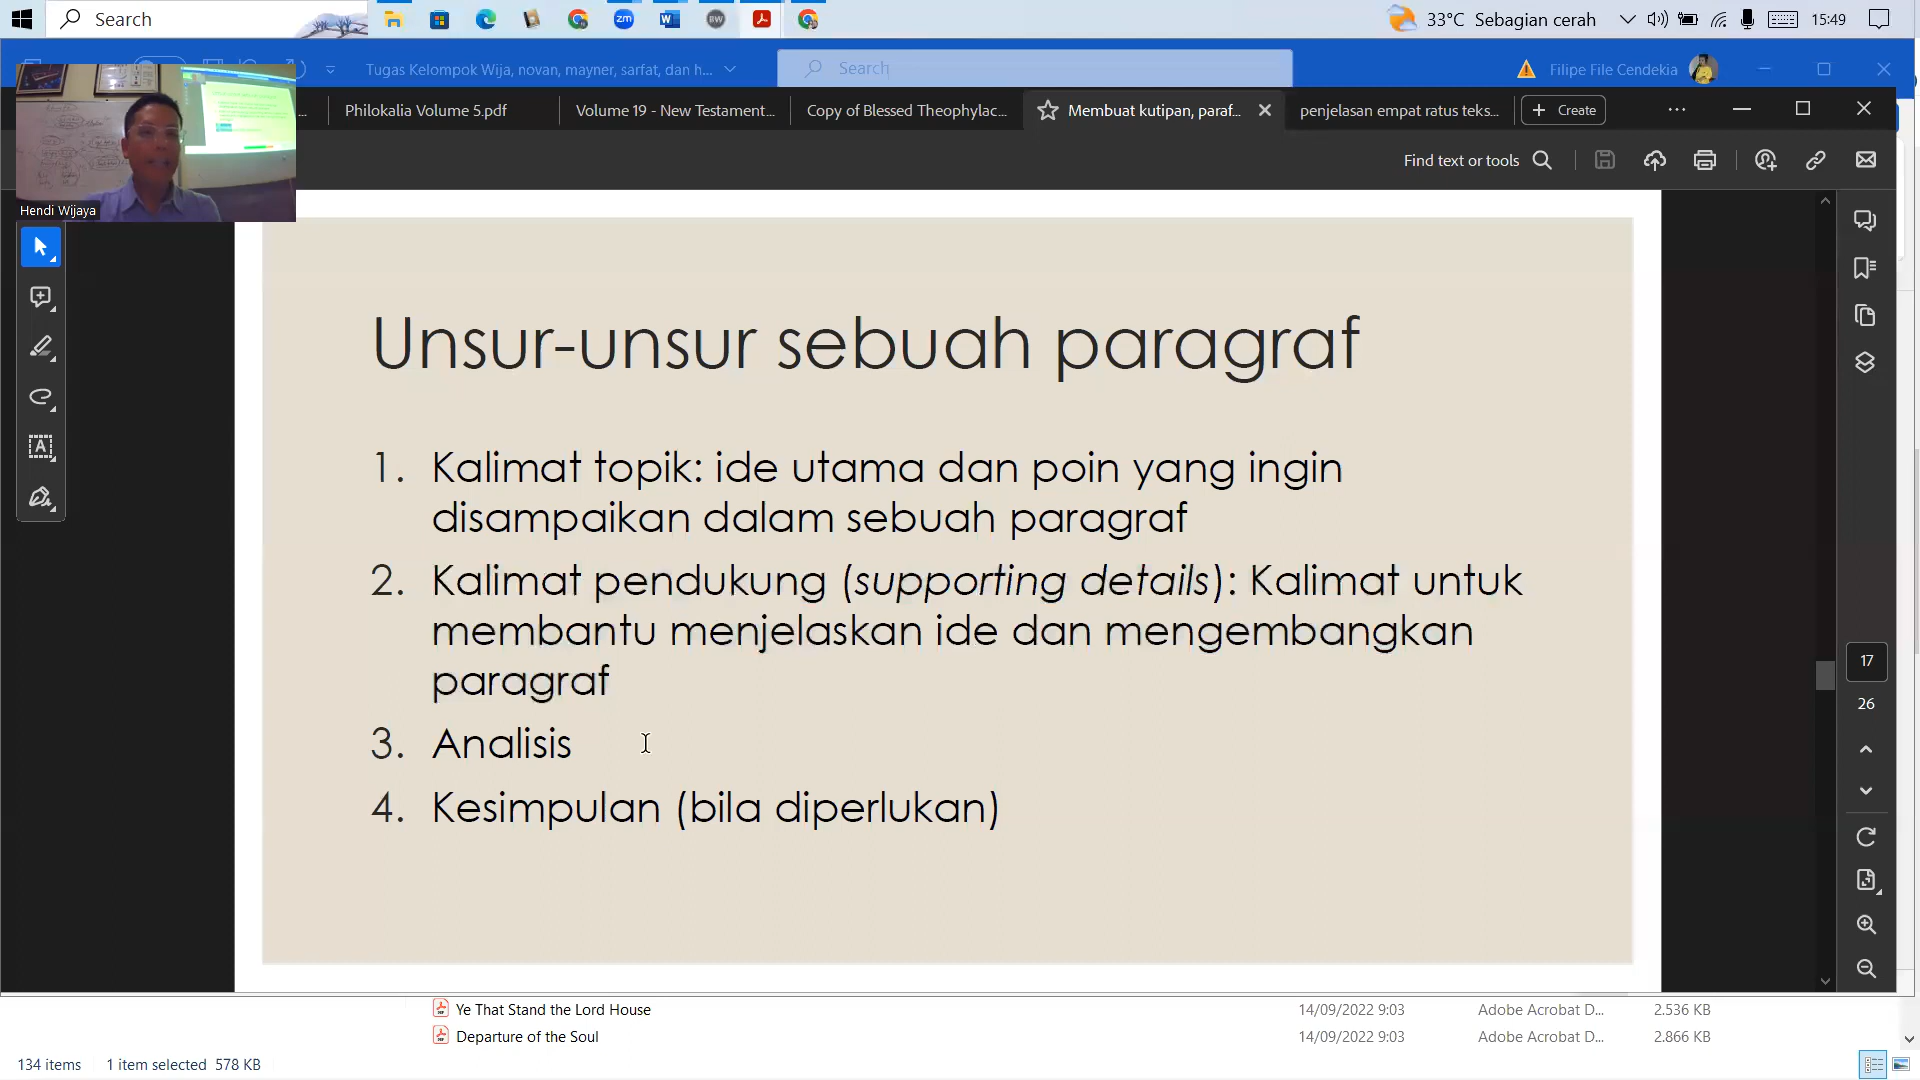 Search
33°C Sebagian cerah
15:49
Tugas Kelompok Wija, novan, mayner, sarfat, dan h...
Search
Filipe File Cendekia
...
Philokalia Volume 5.pdf
Volume 19 - New Testament...
Copy of Blessed Theophylac...
Membuat kutipan, paraf...
penjelasan empat ratus teks...
Create
Find text or tools
Hendi Wijaya
Unsur-unsur sebuah paragraf
1. Kalimat topik: ide utama dan poin yang ingin
disampaikan dalam sebuah paragraf
2. Kalimat pendukung (supporting details): Kalimat untuk
membantu menjelaskan ide dan mengembangkan
paragraf
3. Analisis
4. Kesimpulan (bila diperlukan)
17
26
Ye That Stand the Lord House 14/09/2022 9:03 Adobe Acrobat D... 2.536 KB
Departure of the Soul 14/09/2022 9:03 Adobe Acrobat D... 2.866 KB
134 items 1 item selected 578 KB